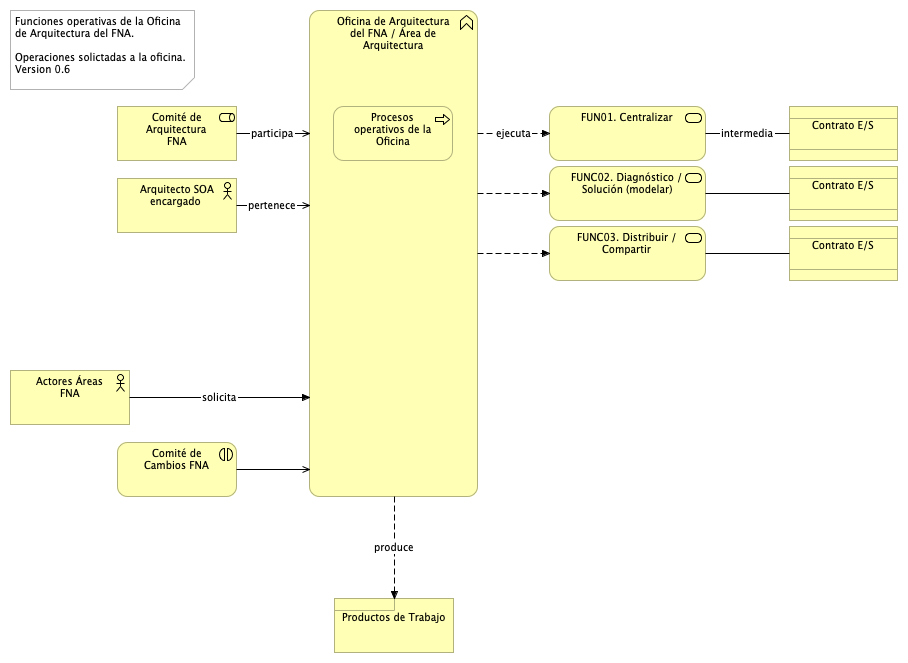 Funciones operativas de la Oficina
de Arquitectura del FNA.
Operaciones solictadas a la oficina.
Version 0.6
Oficina de Arquitectura
del FNA / Área de
Arquitectura
Procesos
operativos de la
Oficina
Comité de
Arquitectura
FNA
participa
Arquitecto SOA
encargado
pertenece
ejecuta
FUN01. Centralizar
intermedia
Contrato E/S
FUNC02. Diagnóstico /
Solución (modelar)
Contrato E/S
FUNC03. Distribuir /
Compartir
Contrato E/S
Actores Áreas
FNA
solicita
Comité de
Cambios FNA
produce
Productos de Trabajo